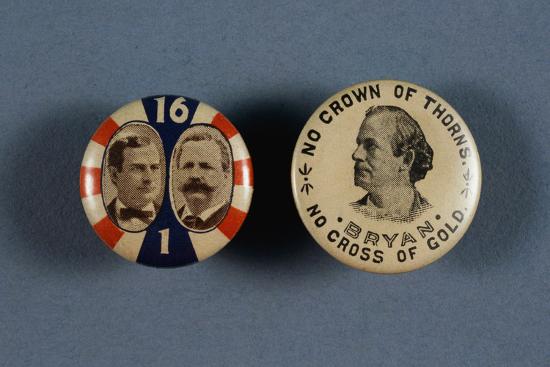 16
1
NO CROWN OF THORNS.
NO CROSS OF GOLD.
• BRYAN •